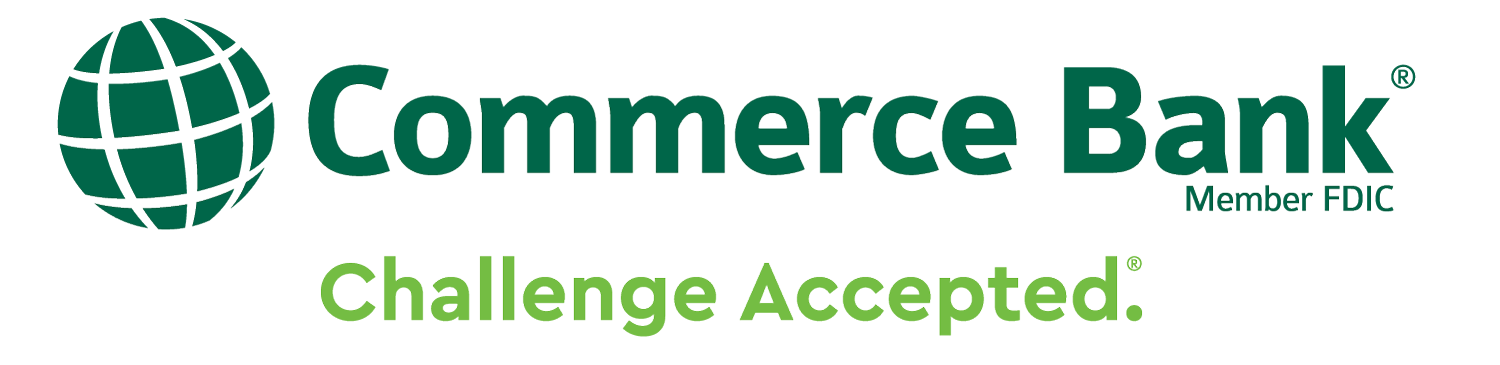 Commerce Bank®
Member FDIC
Challenge Accepted.®